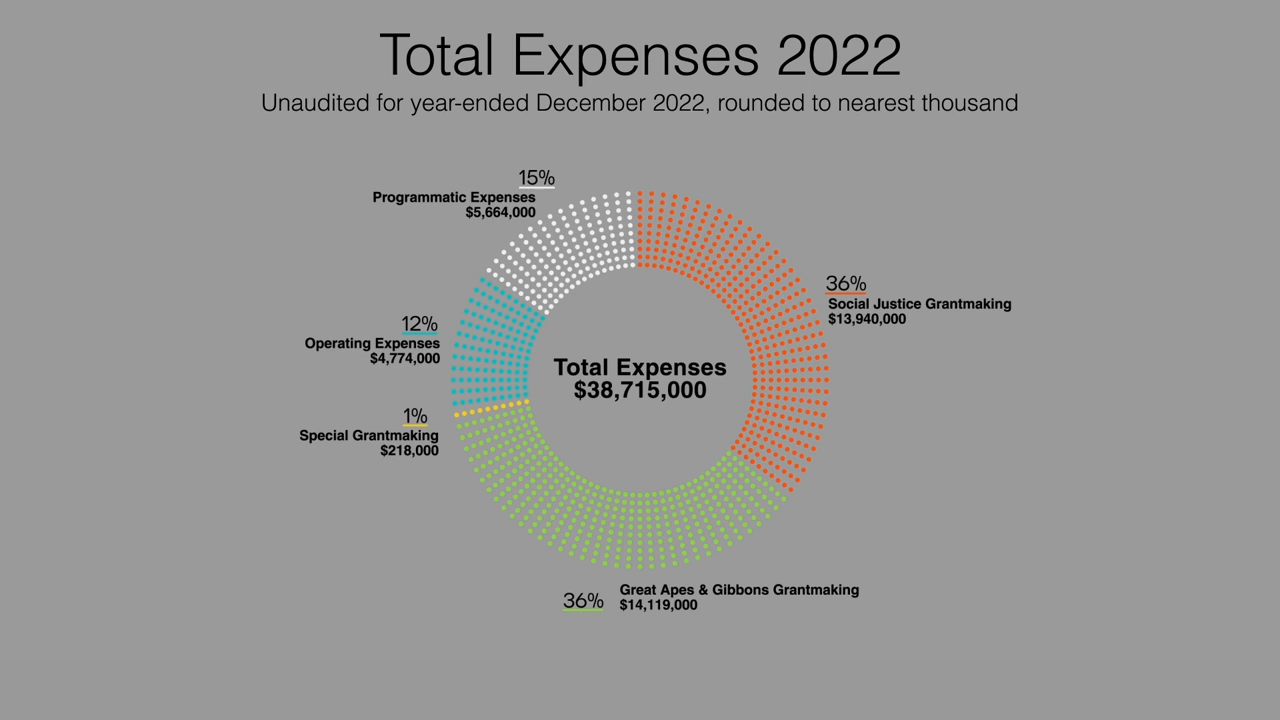 Total Expenses 2022
Unaudited for year-ended December 2022, rounded to nearest thousand
15%
Programmatic Expenses
$5,664,000
36%
Social Justice Grantmaking
$13,940,000
12%
Operating Expenses
$4,774,000
Total Expenses
$38,715,000
1%
Special Grantmaking
$218,000
36%
Great Apes & Gibbons Grantmaking
$14,119,000